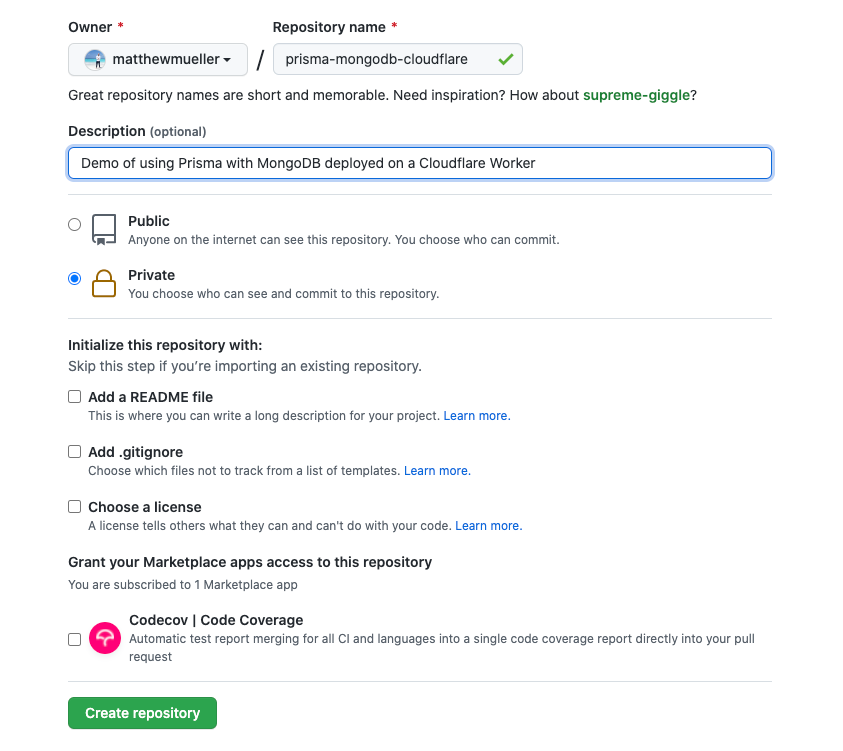 Owner *
Repository name *
matthewmueller
/
prisma-mongodb-cloudflare
Great repository names are short and memorable. Need inspiration? How about supreme-giggle?
Description (optional)
Demo of using Prisma with MongoDB deployed on a Cloudflare Worker
Public
Anyone on the internet can see this repository. You choose who can commit.
Private
You choose who can see and commit to this repository.
Initialize this repository with:
Skip this step if you’re importing an existing repository.
Add a README file
This is where you can write a long description for your project. Learn more.
Add .gitignore
Choose which files not to track from a list of templates. Learn more.
Choose a license
A license tells others what they can and can't do with your code. Learn more.
Grant your Marketplace apps access to this repository
You are subscribed to 1 Marketplace app
Codecov | Code Coverage
Automatic test report merging for all CI and languages into a single code coverage report directly into your pull
request
Create repository